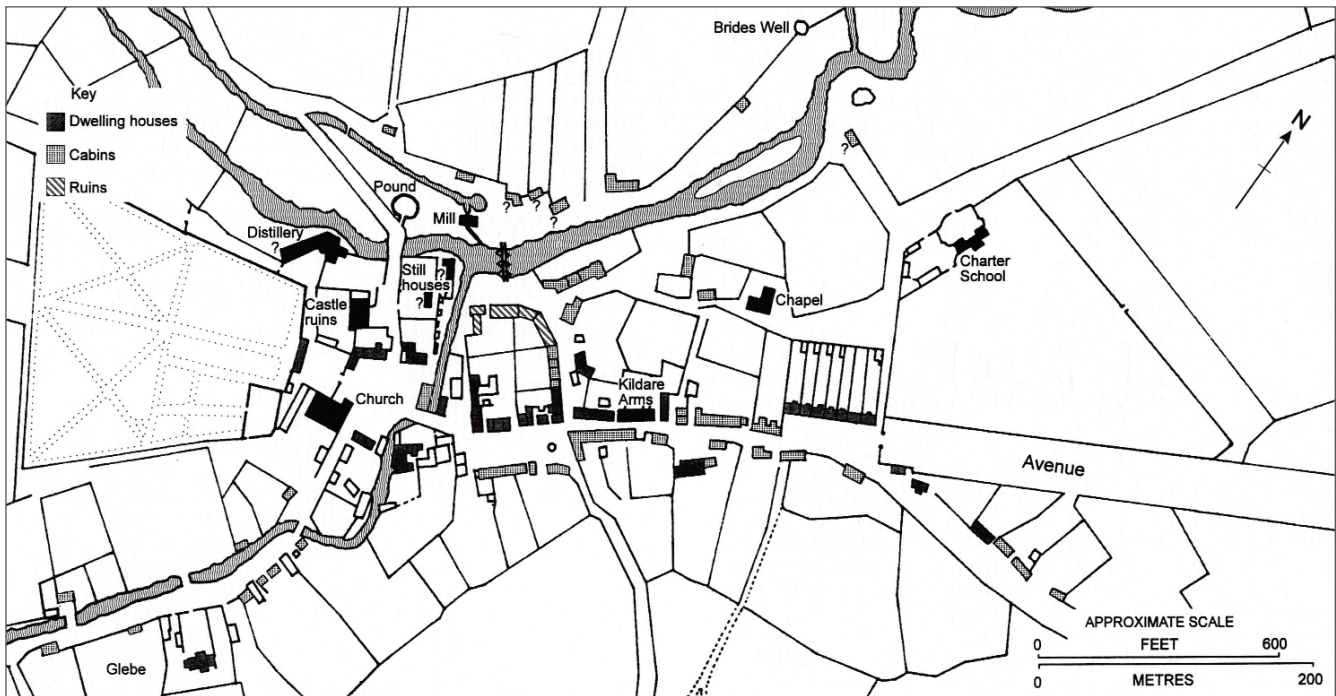 Brides Well
Key
Dwelling houses
Cabins
Ruins
N
Pound
Mill
?
?
?
?
Distillery
?
Still
houses
?
?
Castle
ruins
Charter
School
Chapel
Kildare
Arms
Church
Avenue
Glebe
APPROXIMATE SCALE
0 FEET 600
0 METRES 200